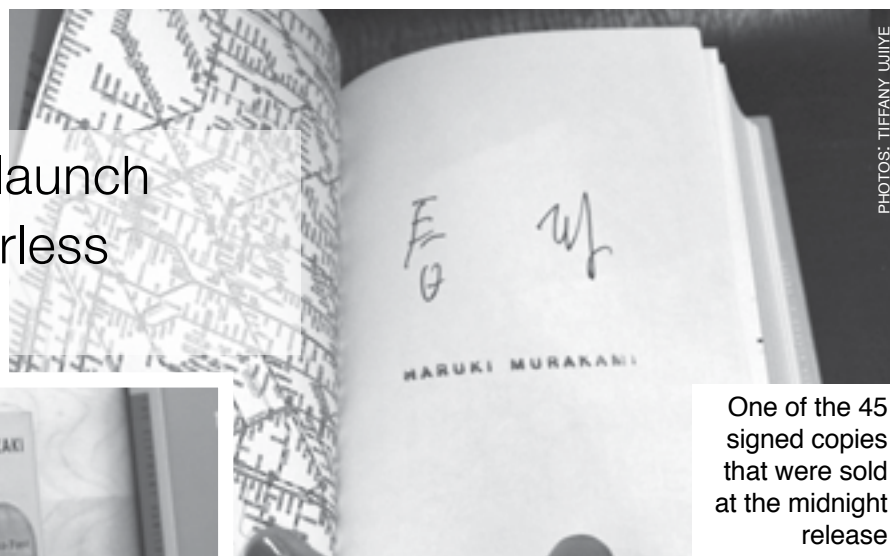 launch
rless
PHOTOS: TIFFANY UJIIYE
HARUKI MURAKAMI
AKI
One of the 45
signed copies
that were sold
at the midnight
release